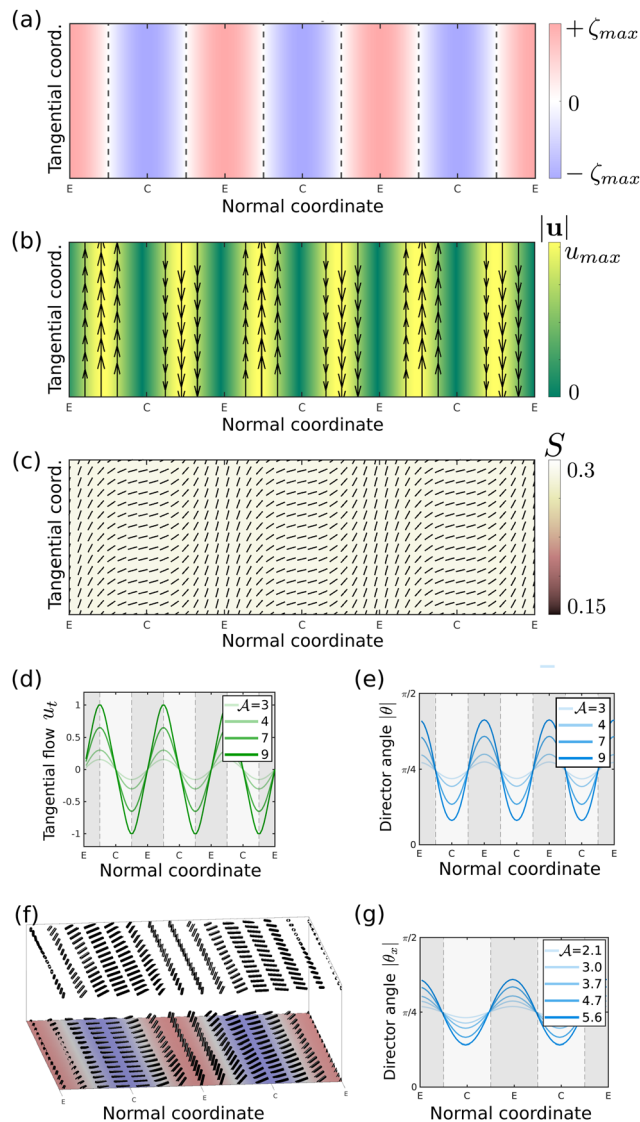 (a)
Tangential coord.
+ ζmax
0
− ζmax
E C E C E C E
Normal coordinate
(b)
Tangential coord.
|u|
umax
0
E C E C E C E
Normal coordinate
(c)
Tangential coord.
S
0.3
0.15
E C E C E C E
Normal coordinate
(d)
Tangential flow ut
1
0.5
0
-0.5
-1
𝒜=3
4
7
9
E C E C E C E
Normal coordinate
(e)
Director angle |θ|
π/2
π/4
0
𝒜=3
4
7
9
E C E C E C E
Normal coordinate
(f)
E C E C E
Normal coordinate
(g)
Director angle |θx|
π/2
π/4
0
𝒜=2.1
3.0
3.7
4.7
5.6
E C E C E
Normal coordinate